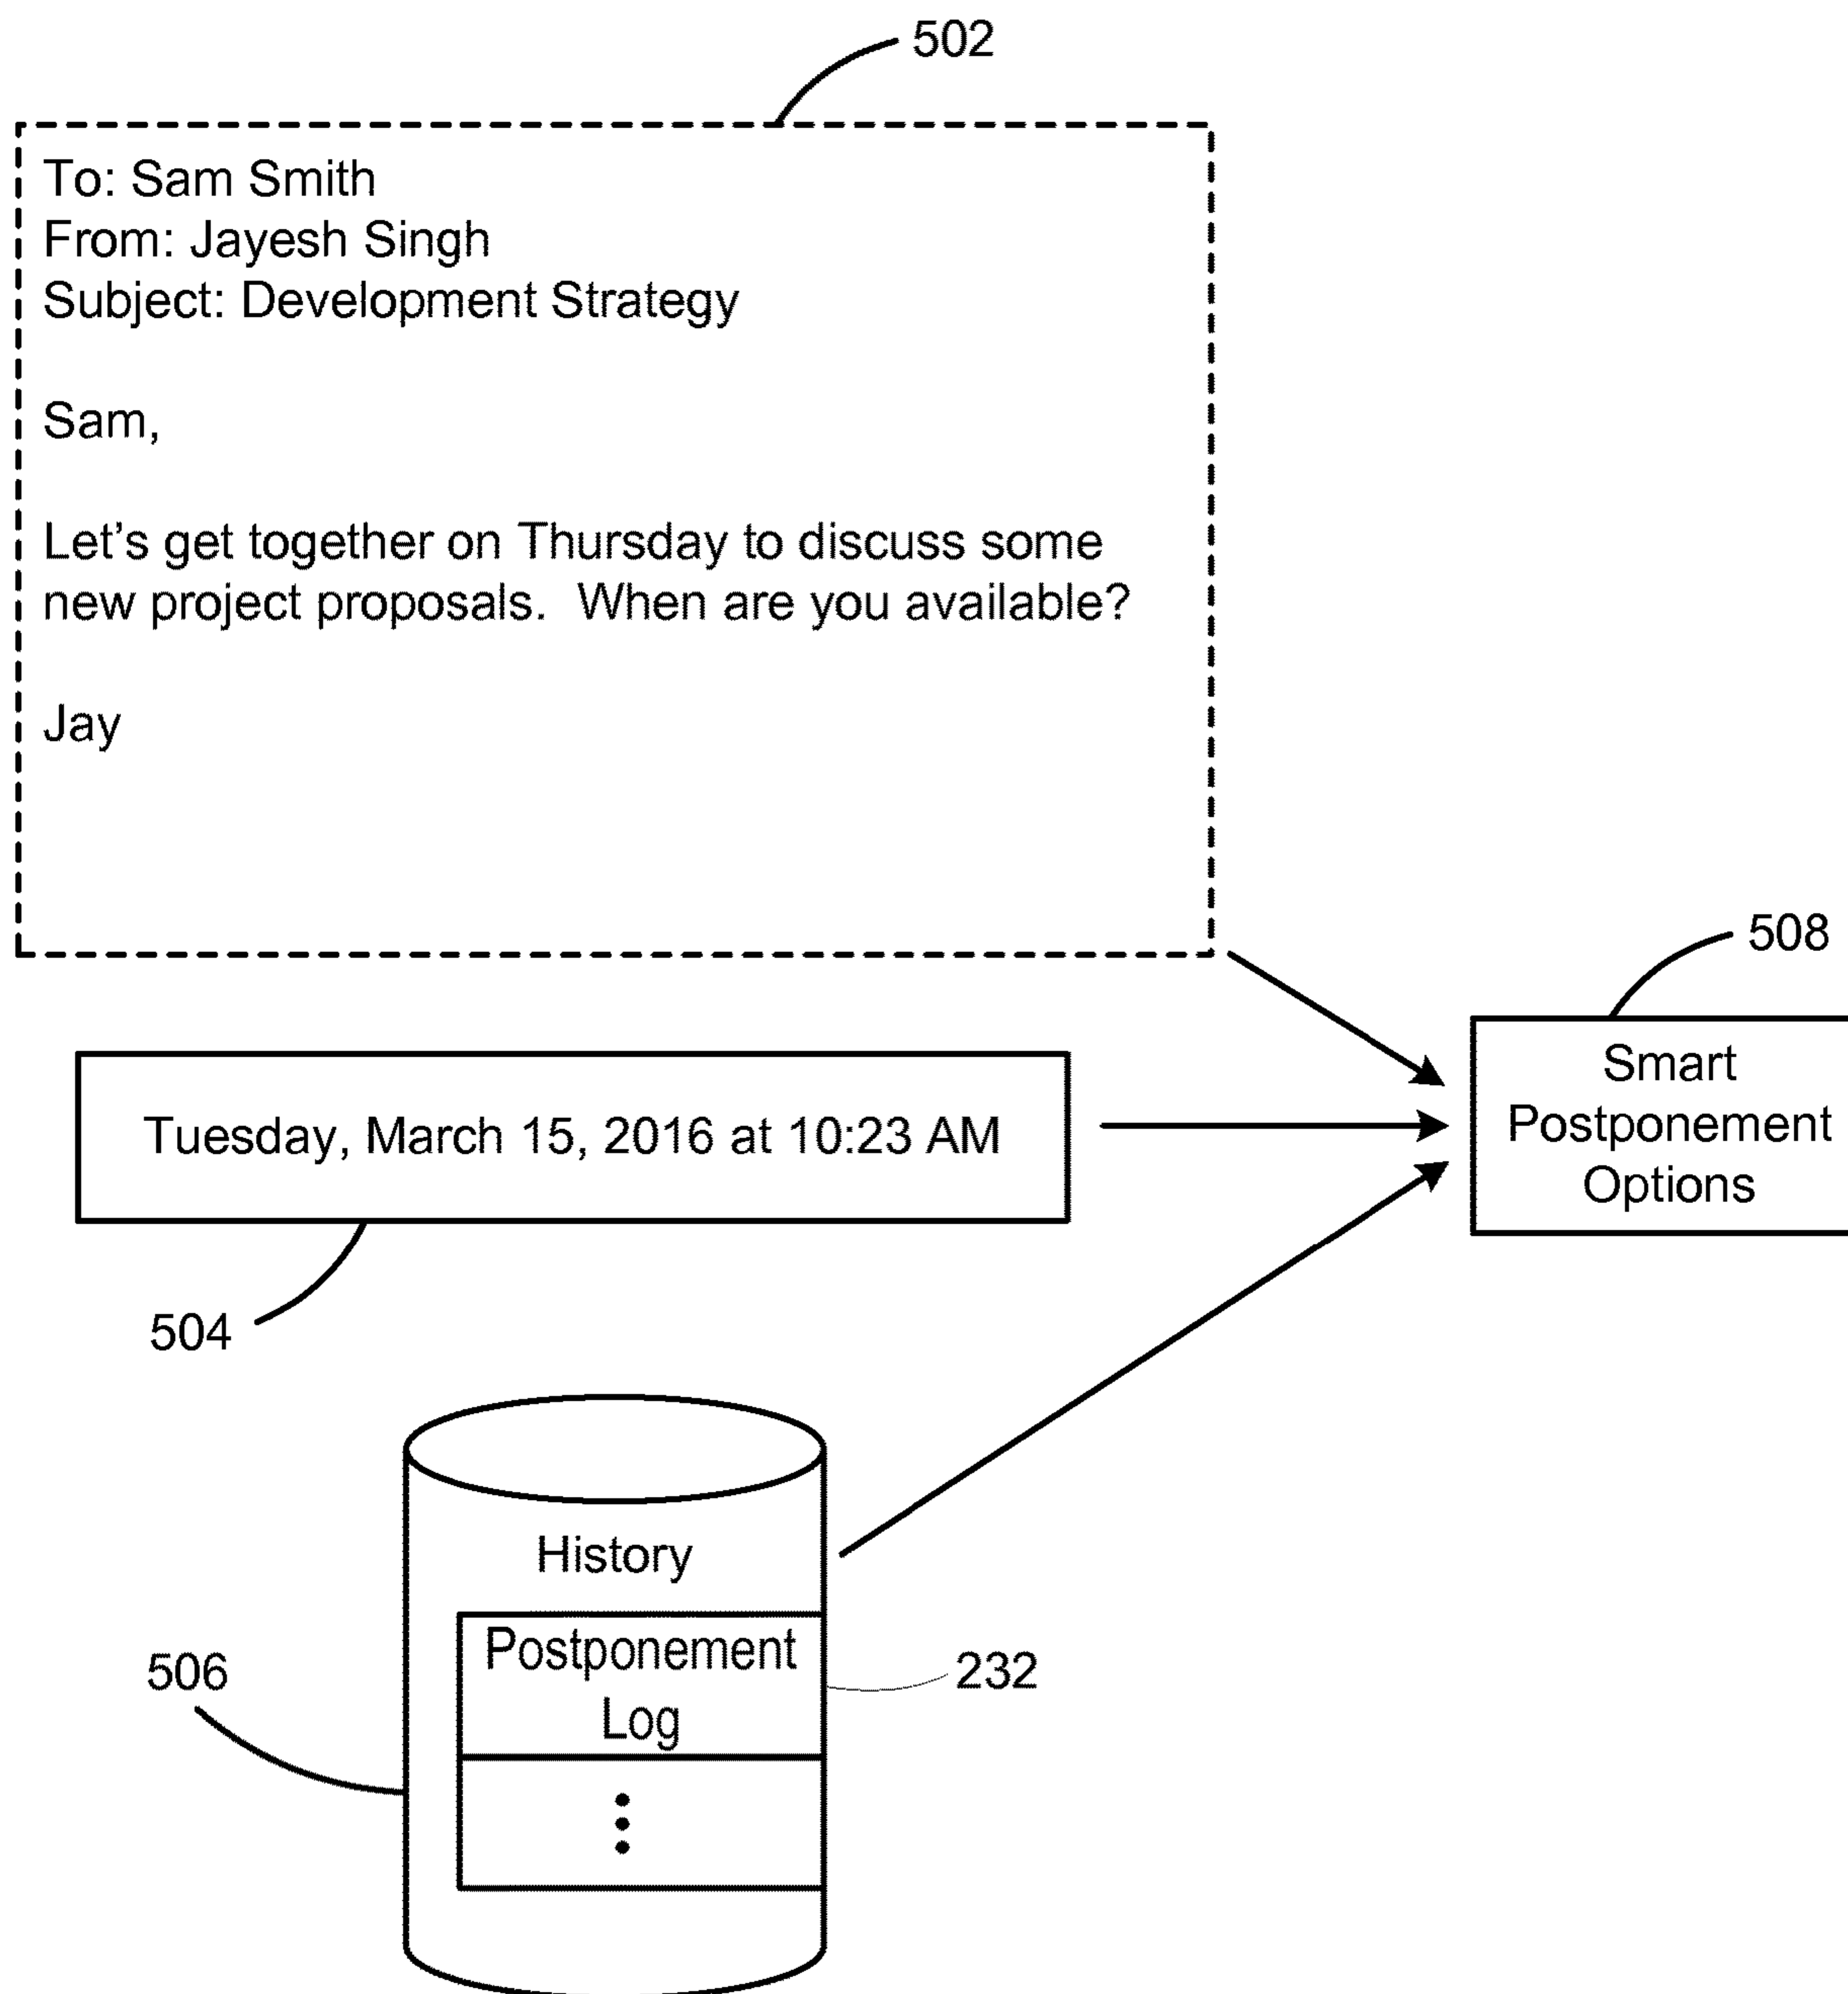 502
To: Sam Smith
From: Jayesh Singh
Subject: Development Strategy
Sam,
Let's get together on Thursday to discuss some
new project proposals.  When are you available?
Jay
508
Smart
Postponement
Options
Tuesday, March 15, 2016 at 10:23 AM
504
History
Postponement
Log
506
232